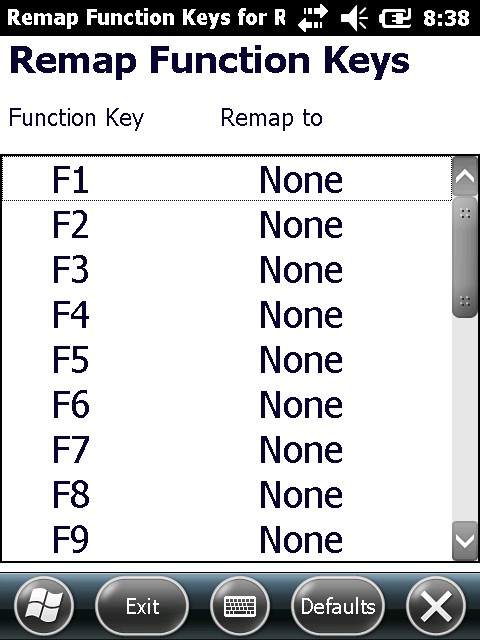 Remap Function Keys for R 8:38
Remap Function Keys
Function Key Remap to
F1 None
F2 None
F3 None
F4 None
F5 None
F6 None
F7 None
F8 None
F9 None
Exit Defaults